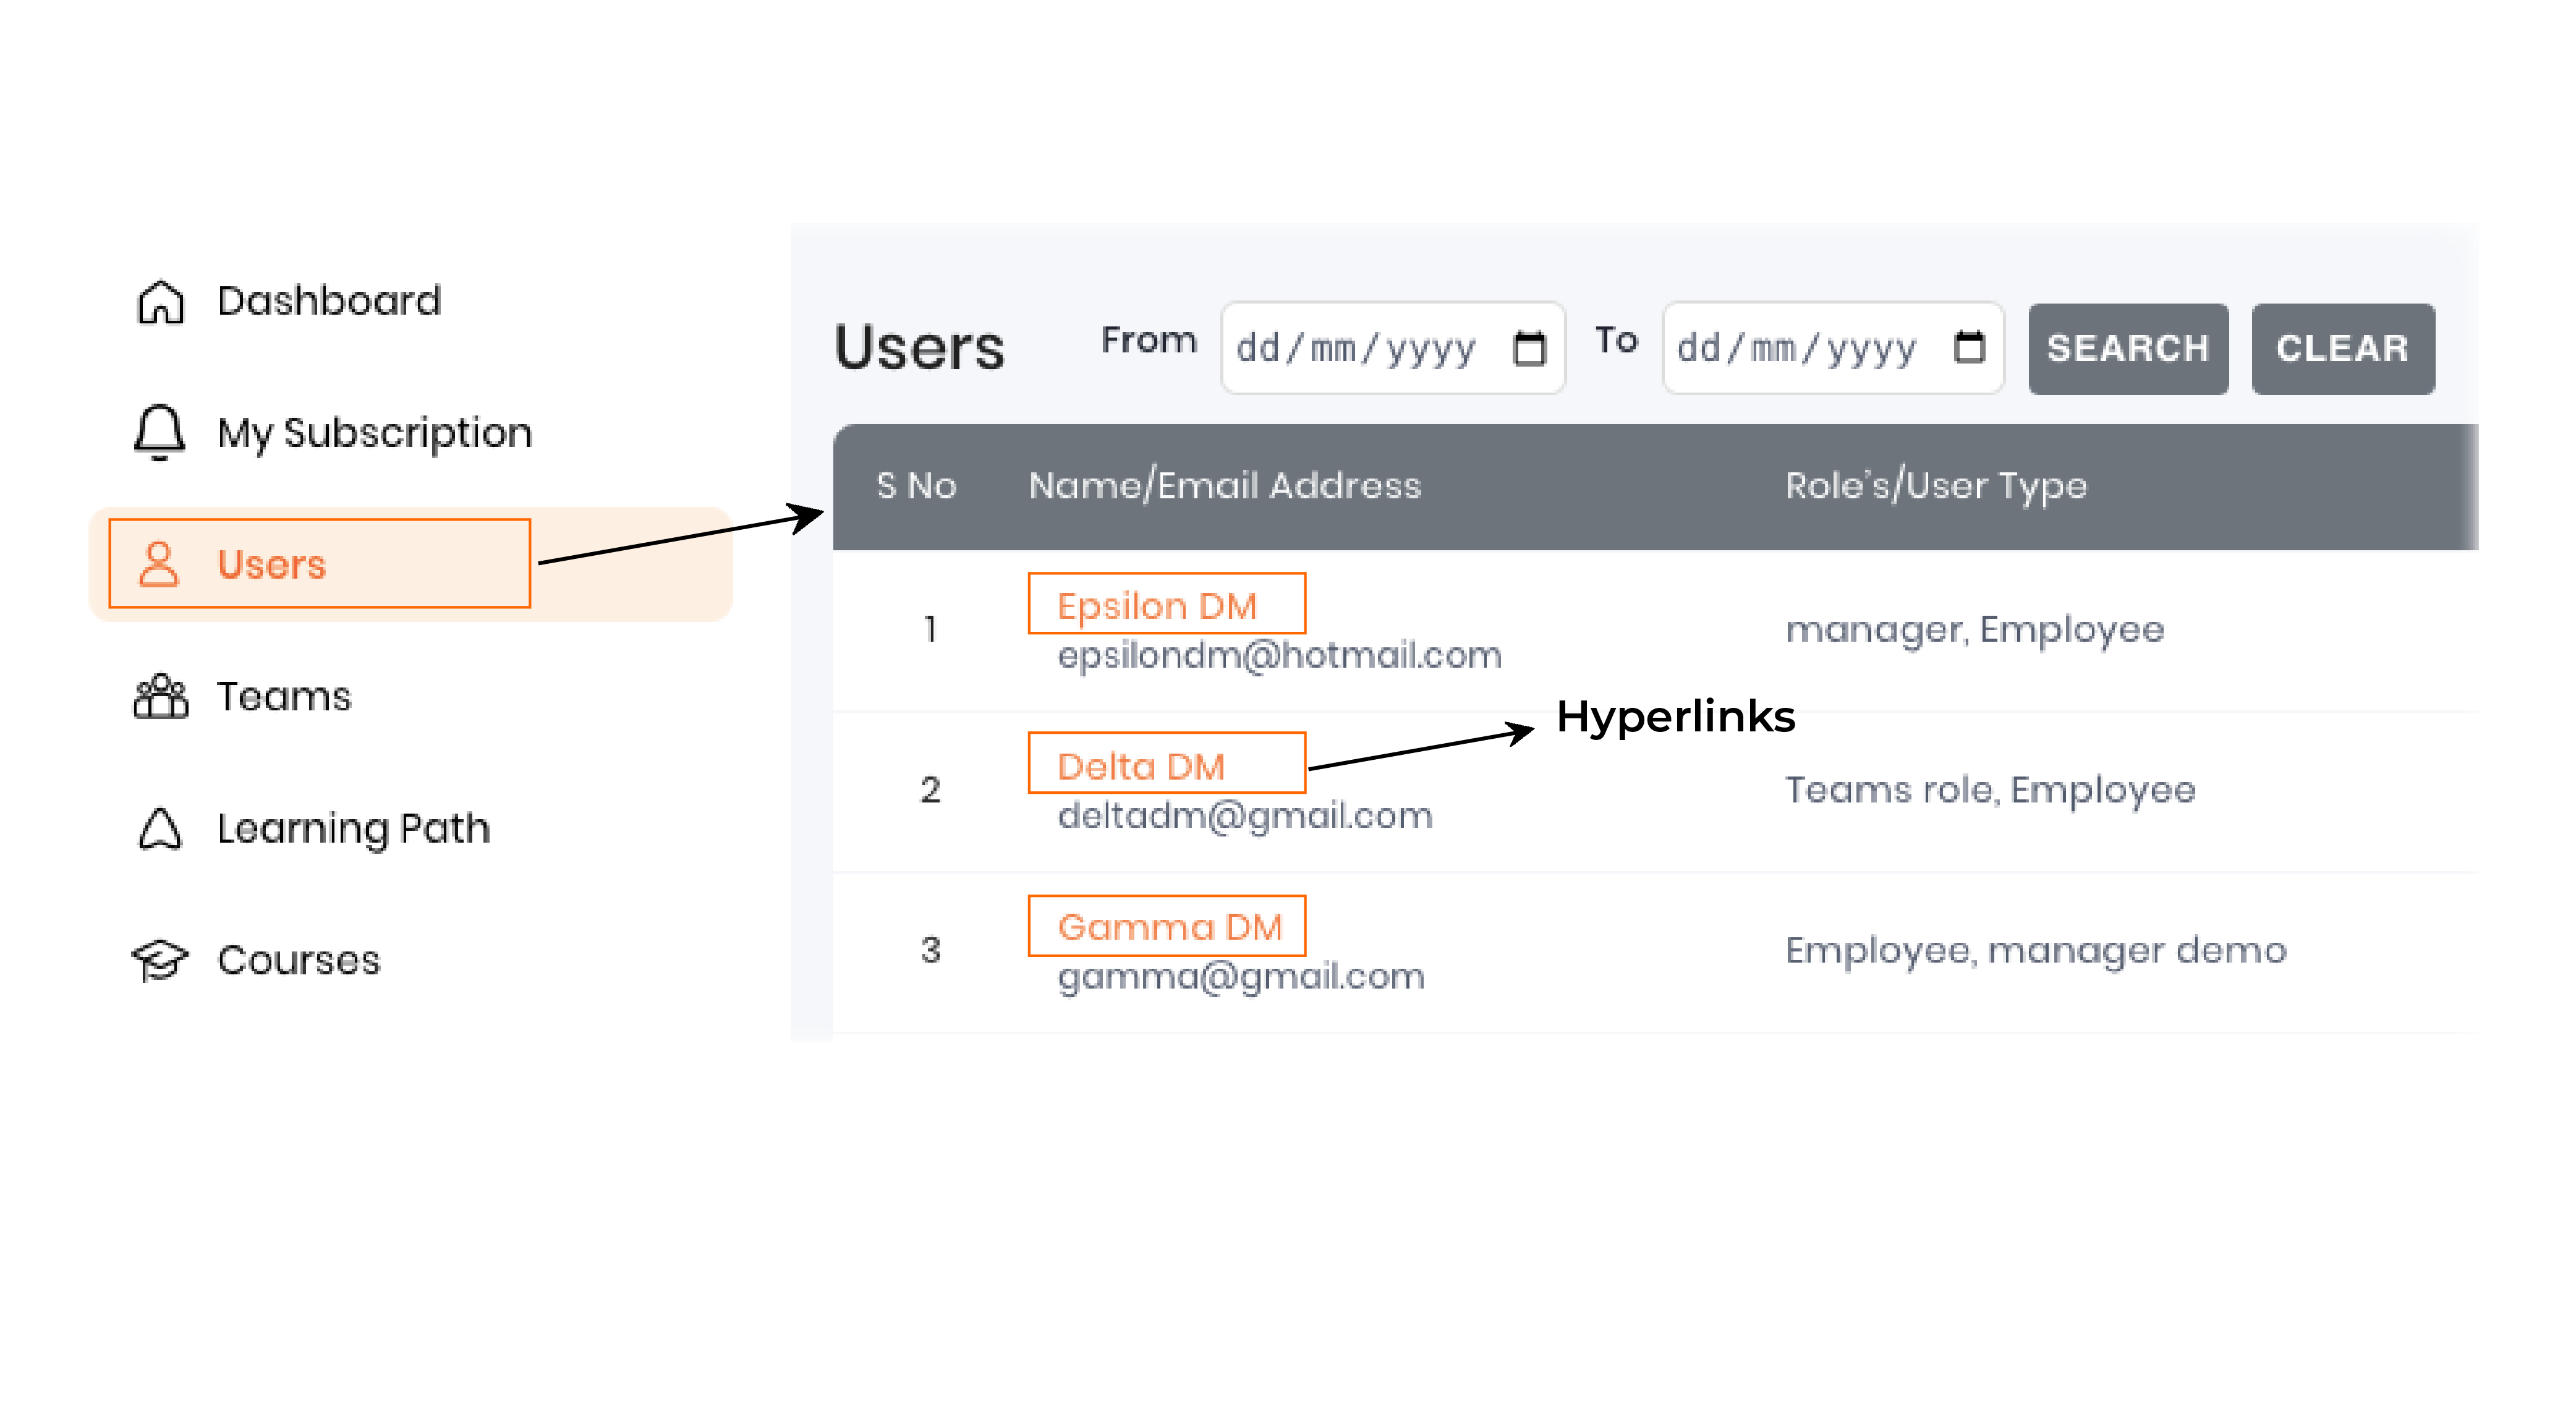 Dashboard
My Subscription
Users
Teams
Learning Path
Courses
Users From dd/mm/yyyy To dd/mm/yyyy SEARCH CLEAR
S No Name/Email Address Role's/User Type
1 Epsilon DM
epsilondm@hotmail.com
manager, Employee
Hyperlinks
2 Delta DM
deltadm@gmail.com
Teams role, Employee
3 Gamma DM
gamma@gmail.com
Employee, manager demo